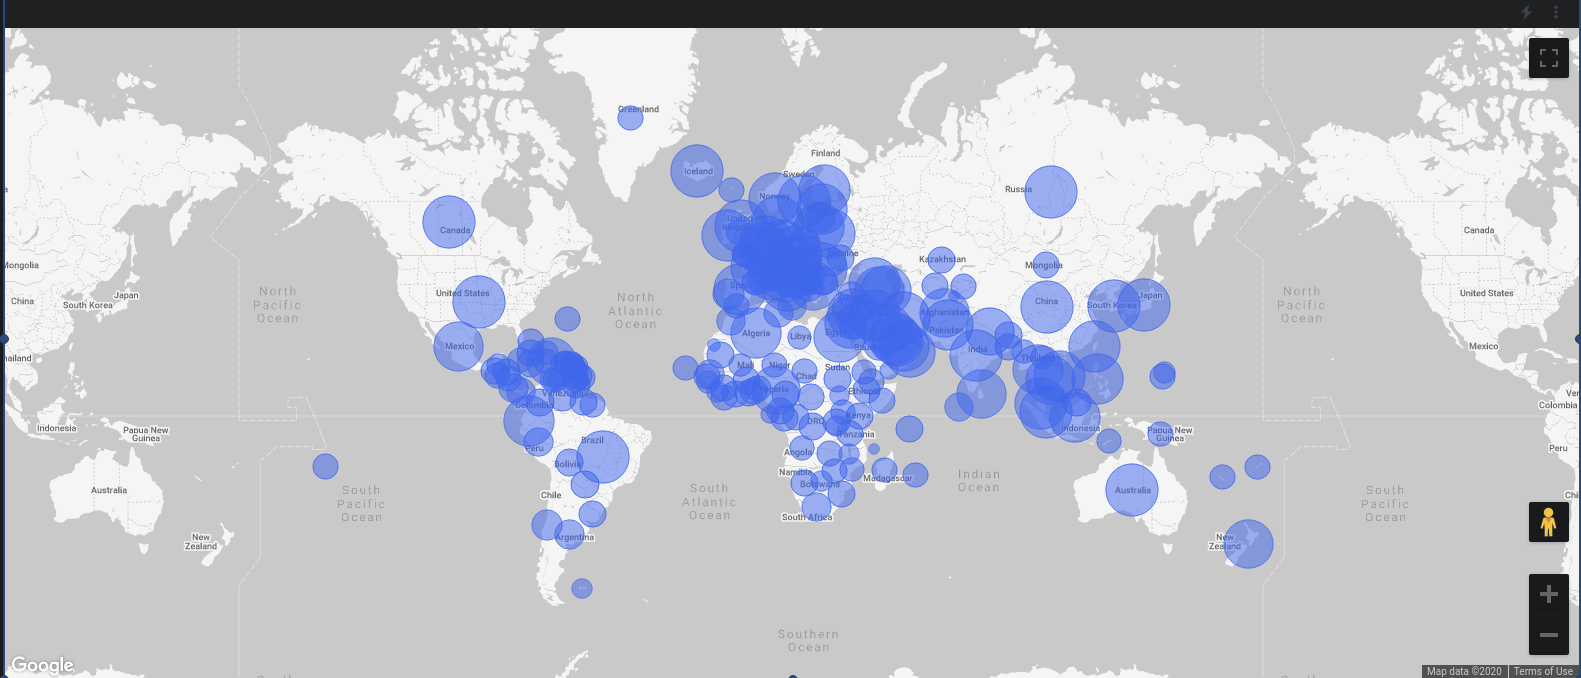 Greenland
Finland
Iceland
Sweden
Norway
Russia
United
Canada
Canada
Mongolia
Kazakhstan
Mongolia
China
Japan
South Korea
North
Pacific
Ocean
United States
North
Atlantic
Ocean
Spain
Afghanistan
China
South Korea
Japan
North
Pacific
Ocean
United States
Mexico
Algeria
Libya
Egypt
Pakistan
India
Mexico
Mali
Niger
Chad
Sudan
Thailand
Venezuela
Nigeria
Ethiopia
Colombia
Colombia
Indonesia
Papua New
Guinea
Peru
Brazil
DRC
Kenya
Tanzania
Indonesia
Papua New
Guinea
Peru
Bolivia
Angola
Australia
South
Pacific
Ocean
Chile
South
Atlantic
Ocean
Namibia
Botswana
Madagascar
Indian
Ocean
Australia
South
Pacific
Ocean
South Africa
New
Zealand
Argentina
New
Zealand
Southern
Ocean
Google
Map data ©2020
Terms of Use